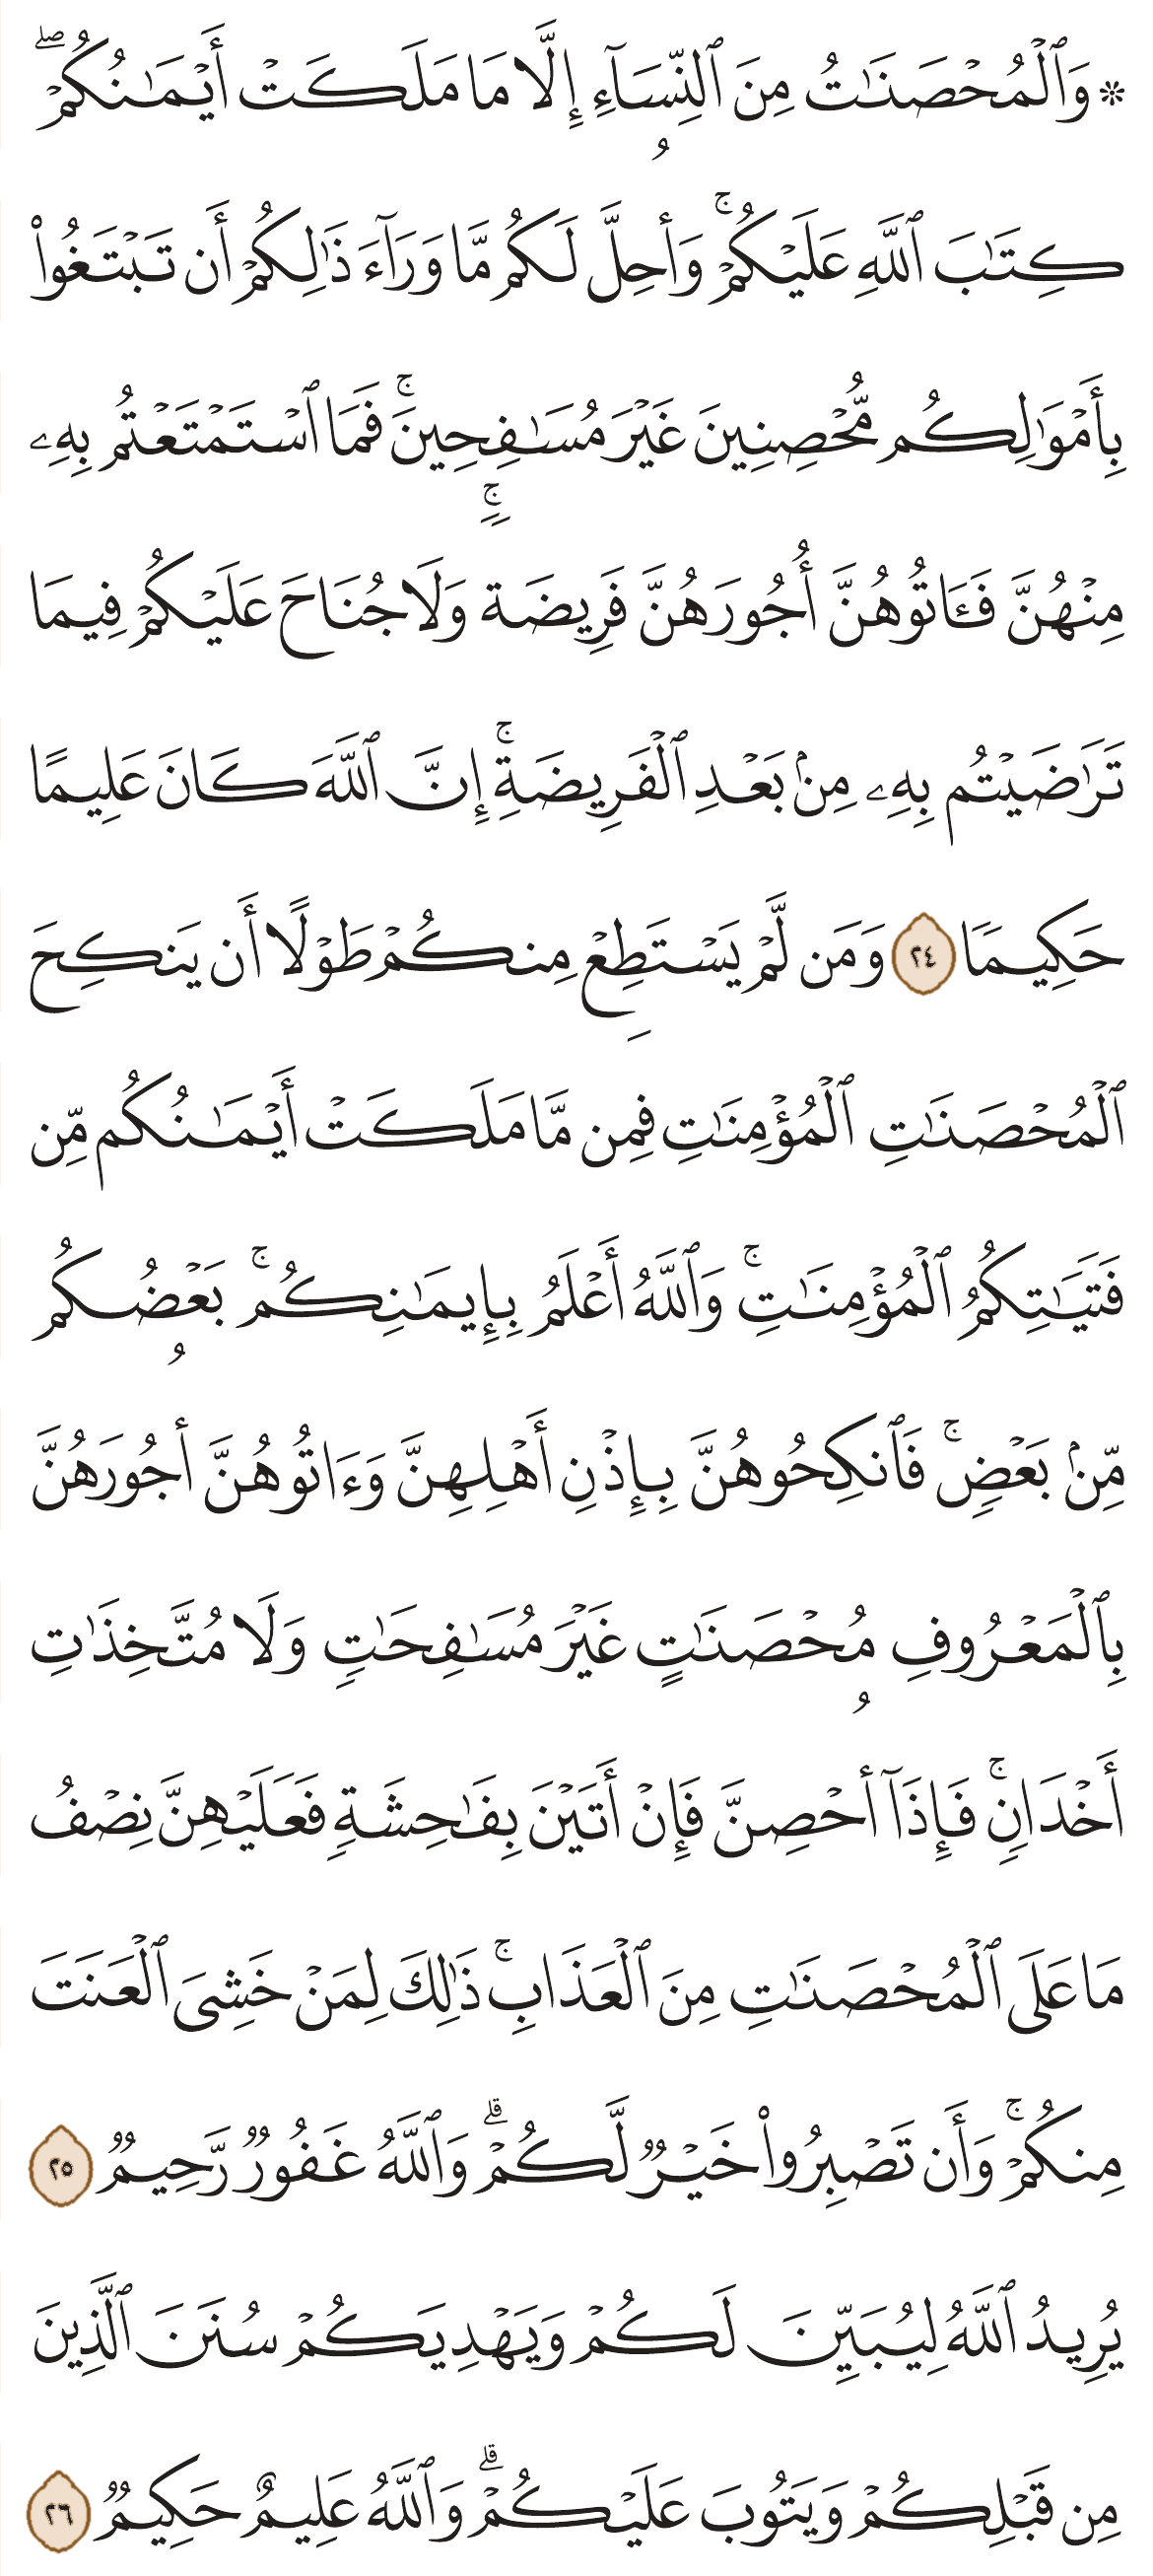 ۞ وَٱلۡمُحۡصَنَٰتُ مِنَ ٱلنِّسَآءِ إِلَّا مَا مَلَكَتۡ أَيۡمَٰنُكُمۡۖ
كِتَٰبَ ٱللَّهِ عَلَيۡكُمۡۚ وَأُحِلَّ لَكُم مَّا وَرَآءَ ذَٰلِكُمۡ أَن تَبۡتَغُواْ
بِأَمۡوَٰلِكُم مُّحۡصِنِينَ غَيۡرَ مُسَٰفِحِينَۚ فَمَا ٱسۡتَمۡتَعۡتُم بِهِۦ
مِنۡهُنَّ فَـَٔاتُوهُنَّ أُجُورَهُنَّ فَرِيضَةٗۚ وَلَا جُنَاحَ عَلَيۡكُمۡ فِيمَا
تَرَٰضَيۡتُم بِهِۦ مِنۢ بَعۡدِ ٱلۡفَرِيضَةِۚ إِنَّ ٱللَّهَ كَانَ عَلِيمًا
حَكِيمٗا ٢٤ وَمَن لَّمۡ يَسۡتَطِعۡ مِنكُمۡ طَوۡلًا أَن يَنكِحَ
ٱلۡمُحۡصَنَٰتِ ٱلۡمُؤۡمِنَٰتِ فَمِن مَّا مَلَكَتۡ أَيۡمَٰنُكُم مِّن
فَتَيَٰتِكُمُ ٱلۡمُؤۡمِنَٰتِۚ وَٱللَّهُ أَعۡلَمُ بِإِيمَٰنِكُمۚ بَعۡضُكُم
مِّنۢ بَعۡضٖۚ فَٱنكِحُوهُنَّ بِإِذۡنِ أَهۡلِهِنَّ وَءَاتُوهُنَّ أُجُورَهُنَّ
بِٱلۡمَعۡرُوفِ مُحۡصَنَٰتٍ غَيۡرَ مُسَٰفِحَٰتٖ وَلَا مُتَّخِذَٰتِ
أَخۡدَانٖۚ فَإِذَآ أُحۡصِنَّ فَإِنۡ أَتَيۡنَ بِفَٰحِشَةٖ فَعَلَيۡهِنَّ نِصۡفُ
مَا عَلَى ٱلۡمُحۡصَنَٰتِ مِنَ ٱلۡعَذَابِۚ ذَٰلِكَ لِمَنۡ خَشِيَ ٱلۡعَنَتَ
مِنكُمۡۚ وَأَن تَصۡبِرُواْ خَيۡرٞ لَّكُمۡۗ وَٱللَّهُ غَفُورٞ رَّحِيمٞ ٢٥
يُرِيدُ ٱللَّهُ لِيُبَيِّنَ لَكُمۡ وَيَهۡدِيَكُمۡ سُنَنَ ٱلَّذِينَ
مِن قَبۡلِكُمۡ وَيَتُوبَ عَلَيۡكُمۡۗ وَٱللَّهُ عَلِيمٌ حَكِيمٞ ٢٦